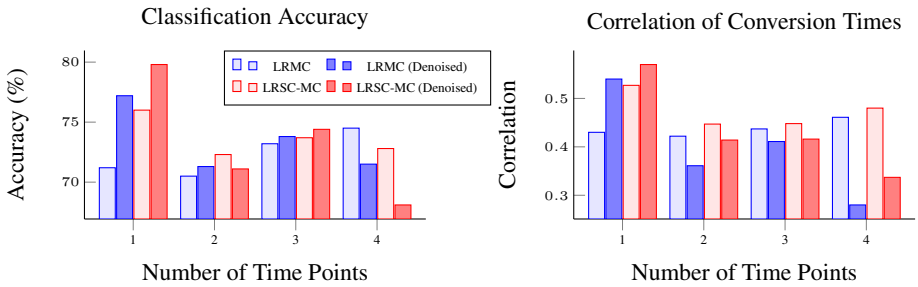 Classification Accuracy
80
75
70
Accuracy (%)
LRMC
LRMC (Denoised)
LRSC-MC
LRSC-MC (Denoised)
1
2
3
4
Number of Time Points
Correlation of Conversion Times
0.5
0.4
0.3
Correlation
1
2
3
4
Number of Time Points